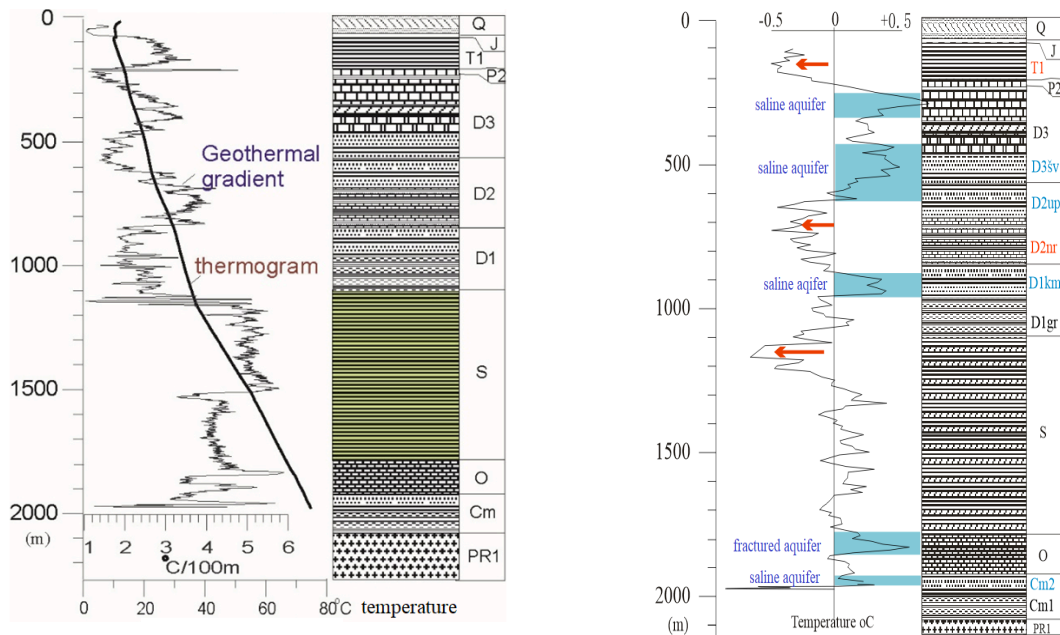 0
500
1000
1500
2000
(m)
Geothermal
gradient
thermogram
1 2 3 4 5 6
°C/100m
0 20 40 60 80°C temperature
Q
J
T1
P2
D3
D2
D1
S
O
Cm
PR1
0
500
1000
1500
2000
(m)
-0.5 0 +0.5
saline aquifer
saline aquifer
saline aquifer
fractured aquifer
saline aquifer
Temperature oC
Q
J
T1
P2
D3
D3šv
D2up
D2nr
D1km
D1gr
S
O
Cm2
Cm1
PR1